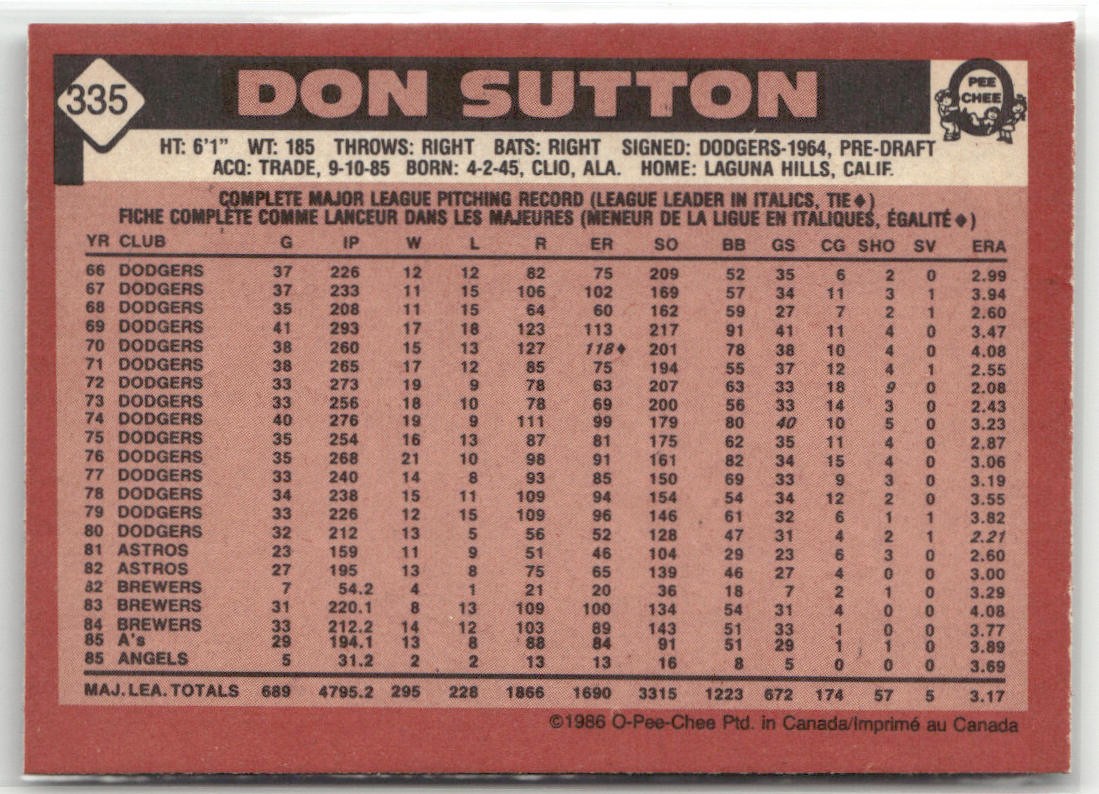 335
DON SUTTON
PEE
CHEE
HT: 6'1" WT: 185 THROWS: RIGHT BATS: RIGHT SIGNED: DODGERS-1964, PRE-DRAFT
ACQ: TRADE, 9-10-85 BORN: 4-2-45, CLIO, ALA. HOME: LAGUNA HILLS, CALIF.
COMPLETE MAJOR LEAGUE PITCHING RECORD (LEAGUE LEADER IN ITALICS, TIE♦)
FICHE COMPLÈTE COMME LANCEUR DANS LES MAJEURES (MENEUR DE LA LIGUE EN ITALIQUES, ÉGALITÉ♦)
YR CLUB G IP W L R ER SO BB GS CG SHO SV ERA
66 DODGERS 37 226 12 12 82 75 209 52 35 6 2 0 2.99
67 DODGERS 37 233 11 15 106 102 169 57 34 11 3 1 3.94
68 DODGERS 35 208 11 15 64 60 162 59 27 7 2 1 2.60
69 DODGERS 41 293 17 18 123 113 217 91 41 11 4 0 3.47
70 DODGERS 38 260 15 13 127 118♦ 201 78 38 10 4 0 4.08
71 DODGERS 38 265 17 12 85 75 194 55 37 12 4 1 2.55
72 DODGERS 33 273 19 9 78 63 207 63 33 18 9 0 2.08
73 DODGERS 33 256 18 10 78 69 200 56 33 14 3 0 2.43
74 DODGERS 40 276 19 9 111 99 179 80 40 10 5 0 3.23
75 DODGERS 35 254 16 13 87 81 175 62 35 11 4 0 2.87
76 DODGERS 35 268 21 10 98 91 161 82 34 15 4 0 3.06
77 DODGERS 33 240 14 8 93 85 150 69 33 9 3 0 3.19
78 DODGERS 34 238 15 11 109 94 154 54 34 12 2 0 3.55
79 DODGERS 33 226 12 15 109 96 146 61 32 6 1 1 3.82
80 DODGERS 32 212 13 5 56 52 128 47 31 4 2 1 2.21
81 ASTROS 23 159 11 9 51 46 104 29 23 6 3 0 2.60
82 ASTROS 27 195 13 8 75 65 139 46 27 4 0 0 3.00
82 BREWERS 7 54.2 4 1 21 20 36 18 7 2 1 0 3.29
83 BREWERS 31 220.1 8 13 109 100 134 54 31 4 0 0 4.08
84 BREWERS 33 212.2 14 12 103 89 143 51 33 1 0 0 3.77
85 A's 29 194.1 13 8 88 84 91 51 29 1 1 0 3.89
85 ANGELS 5 31.2 2 2 13 13 16 8 5 0 0 0 3.69
MAJ. LEA. TOTALS 689 4795.2 295 228 1866 1690 3315 1223 672 174 57 5 3.17
©1986 O-Pee-Chee Ptd. in Canada/Imprimé au Canada